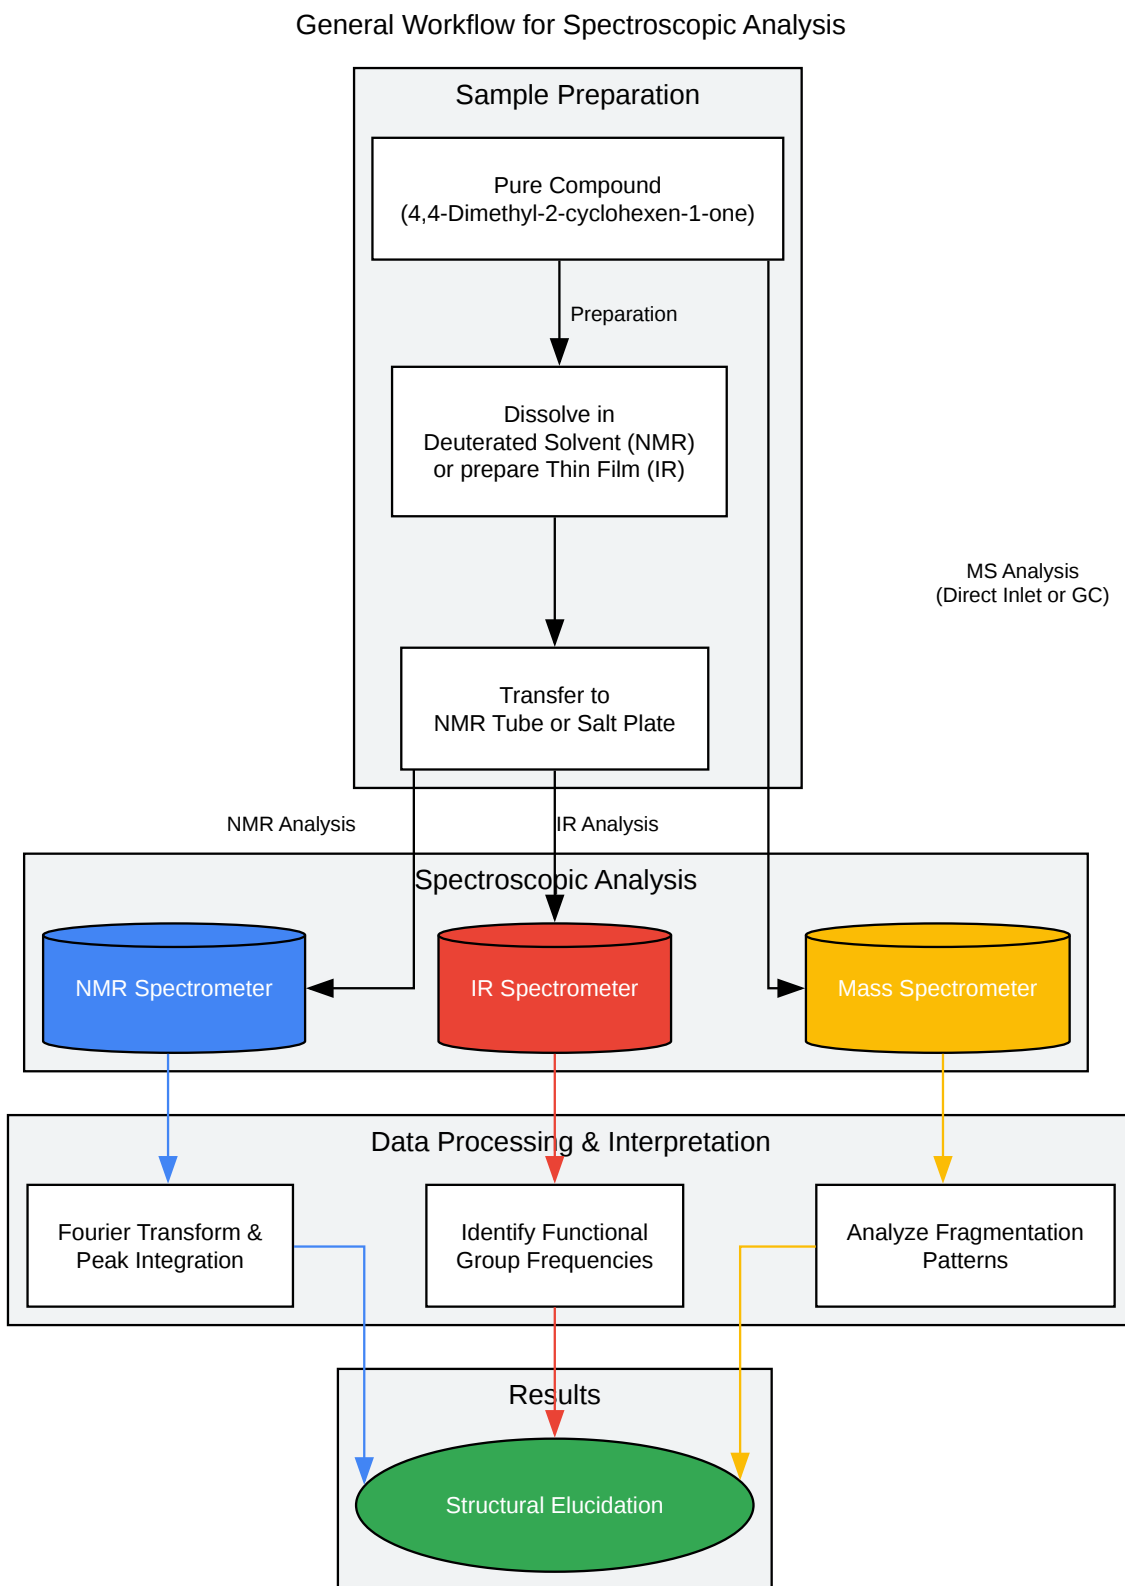 General Workflow for Spectroscopic Analysis
Sample Preparation
Pure Compound
(4,4-Dimethyl-2-cyclohexen-1-one)
Preparation
Dissolve in
Deuterated Solvent (NMR)
or prepare Thin Film (IR)
MS Analysis
(Direct Inlet or GC)
Transfer to
NMR Tube or Salt Plate
NMR Analysis
IR Analysis
Spectroscopic Analysis
NMR Spectrometer
IR Spectrometer
Mass Spectrometer
Data Processing & Interpretation
Fourier Transform &
Peak Integration
Identify Functional
Group Frequencies
Analyze Fragmentation
Patterns
Results
Structural Elucidation